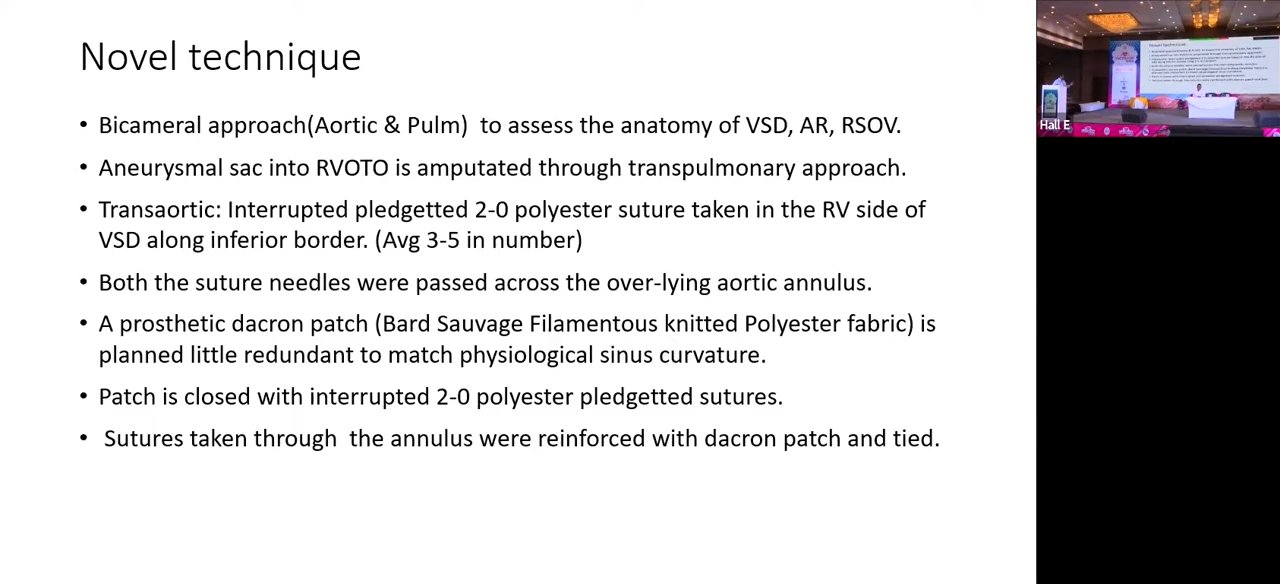 Novel technique
• Bicameral approach(Aortic & Pulm)  to assess the anatomy of VSD, AR, RSOV.
• Aneurysmal sac into RVOTO is amputated through transpulmonary approach.
• Transaortic: Interrupted pledgetted 2-0 polyester suture taken in the RV side of
VSD along inferior border. (Avg 3-5 in number)
• Both the suture needles were passed across the over-lying aortic annulus.
• A prosthetic dacron patch (Bard Sauvage Filamentous knitted Polyester fabric) is
planned little redundant to match physiological sinus curvature.
• Patch is closed with interrupted 2-0 polyester pledgetted sutures.
• Sutures taken through  the annulus were reinforced with dacron patch and tied.
Novel technique
Hall E